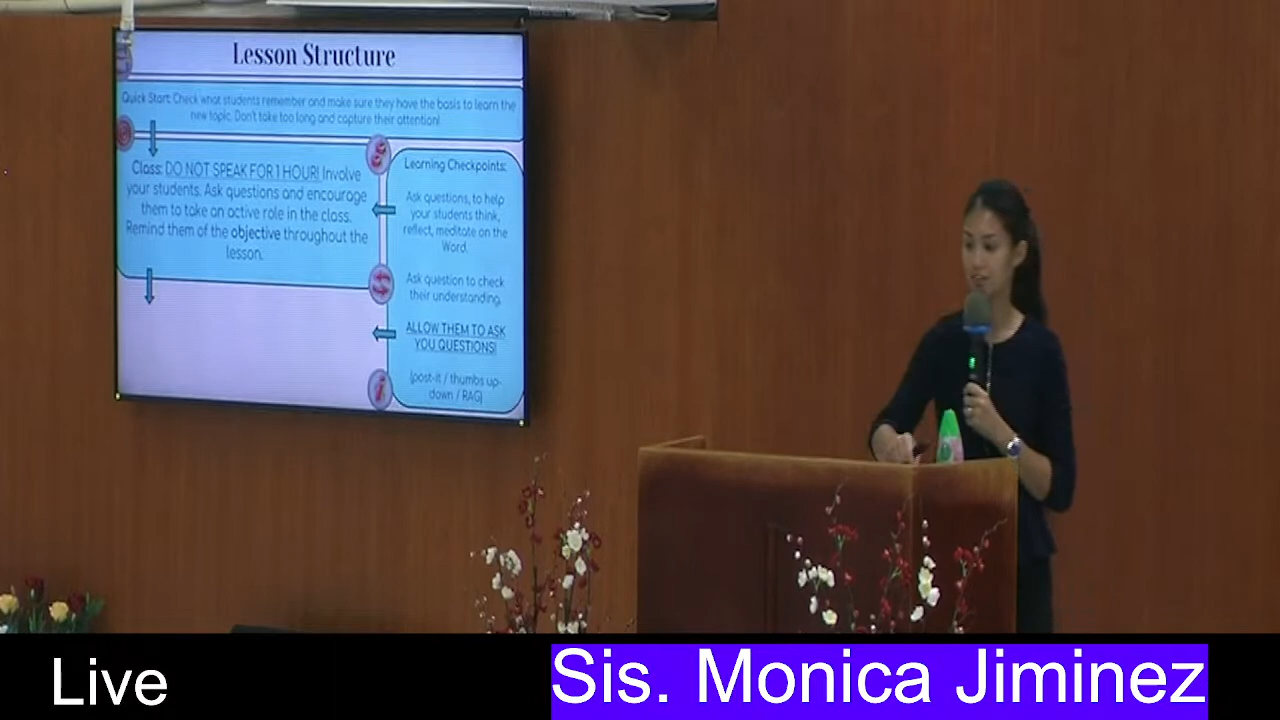 Lesson Structure
Quick Start: Check what students remember and make sure they have the basis to learn the
new topic. Don't take too long and capture their attention!
Class: DO NOT SPEAK FOR 1 HOUR! Involve
your students. Ask questions and encourage
them to take an active role in the class.
Remind them of the objective throughout the
lesson.
Learning Checkpoints:
Ask questions, to help
your students think,
reflect, meditate on the
Word.
Ask question to check
their understanding.
ALLOW THEM TO ASK
YOU QUESTIONS!
(post-it / thumbs up-
down / RAG)
Live
Sis. Monica Jiminez